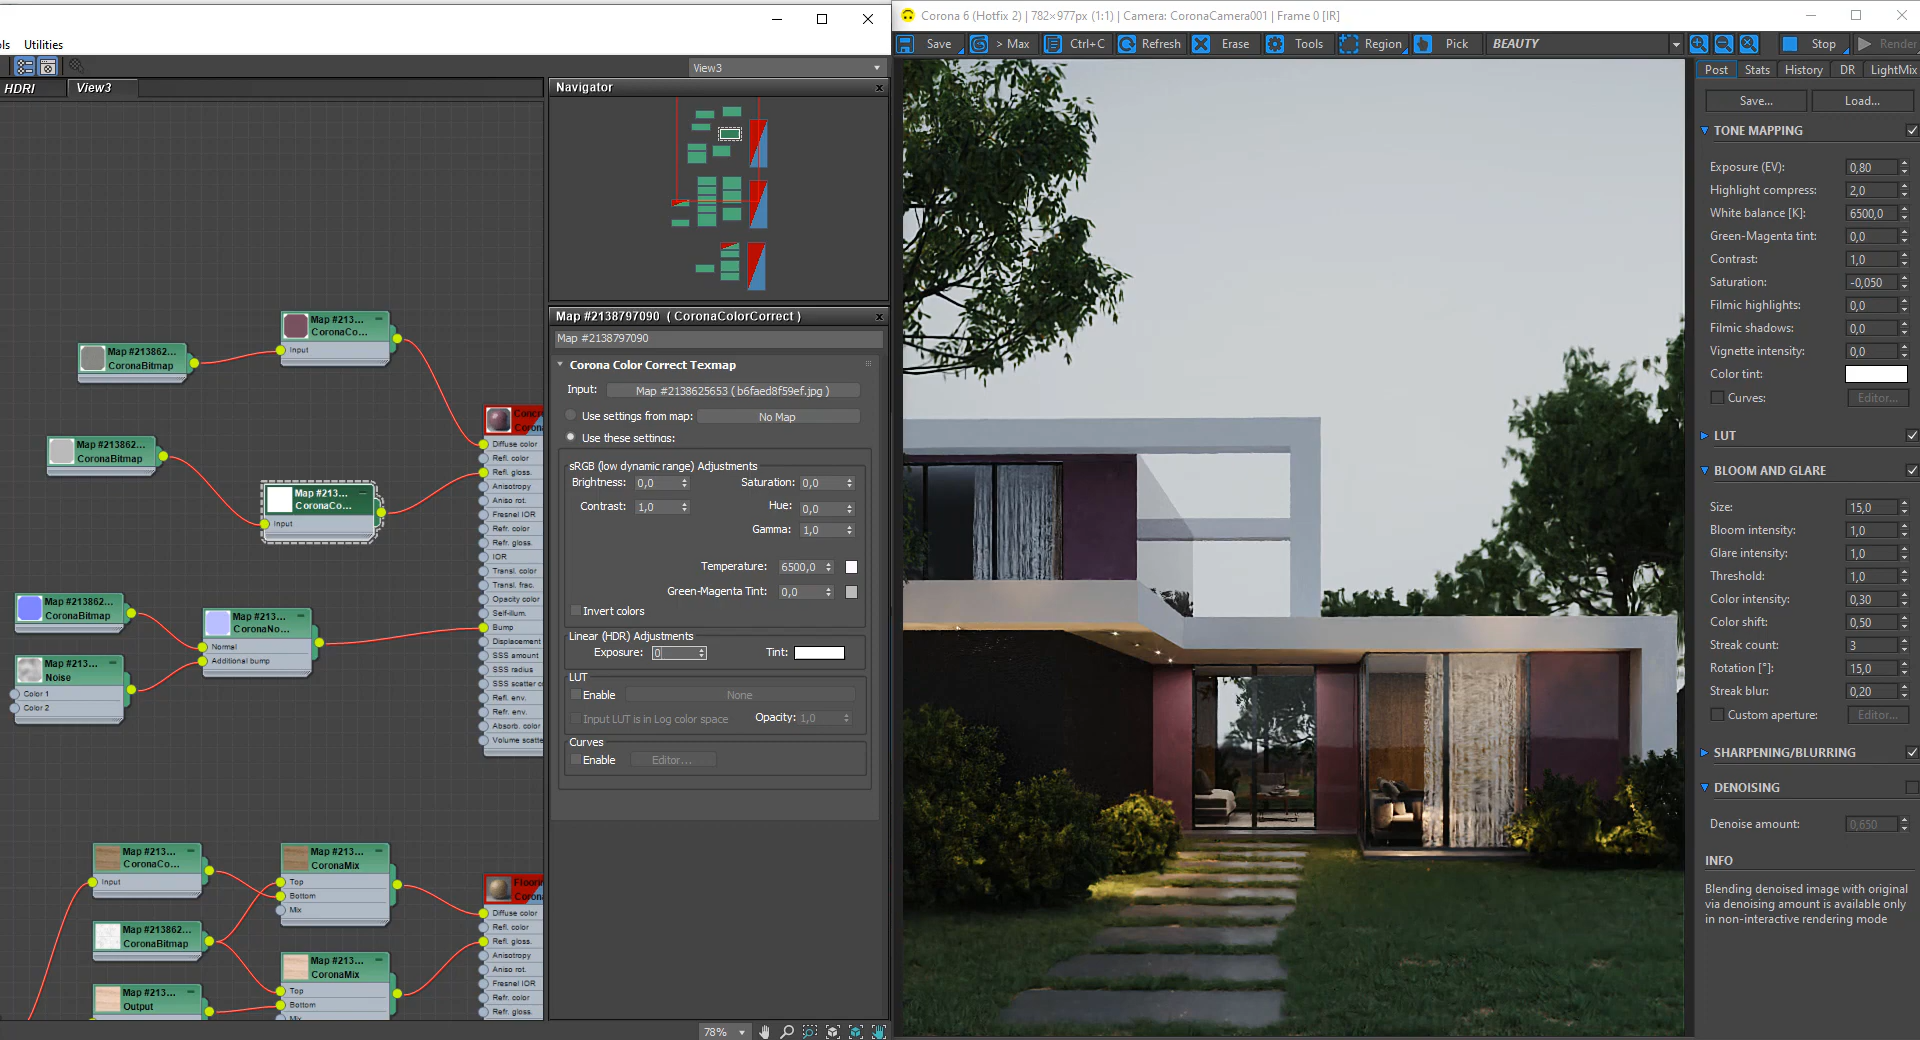 Corona 6 (Hotfix 2) | 782×977px (1:1) | Camera: CoronaCamera001 | Frame 0 [IR]
ls Utilities
Save > Max Ctrl+C Refresh Erase Tools Region Pick BEAUTY Stop Render
View3
HDRI View3
Navigator
Post Stats History DR LightMix
Save... Load...
TONE MAPPING
Exposure (EV): 0,80
Highlight compress: 2,0
White balance [K]: 6500,0
Green-Magenta tint: 0,0
Contrast: 1,0
Saturation: -0,050
Filmic highlights: 0,0
Filmic shadows: 0,0
Vignette intensity: 0,0
Color tint:
Curves: Editor...
LUT
BLOOM AND GLARE
Size: 15,0
Bloom intensity: 1,0
Glare intensity: 1,0
Threshold: 1,0
Color intensity: 0,30
Color shift: 0,50
Streak count: 3
Rotation [°]: 15,0
Streak blur: 0,20
Custom aperture: Editor...
SHARPENING/BLURRING
DENOISING
Denoise amount: 0,650
INFO
Blending denoised image with original
via denoising amount is available only
in non-interactive rendering mode
Map #2138797090 ( CoronaColorCorrect )
Map #2138797090
Corona Color Correct Texmap
Input: Map #2138625653 ( b6faed8f59ef.jpg )
Use settings from map: No Map
Use these settings:
sRGB (low dynamic range) Adjustments
Brightness: 0,0 Saturation: 0,0
Contrast: 1,0 Hue: 0,0
Gamma: 1,0
Temperature: 6500,0
Green-Magenta Tint: 0,0
Invert colors
Linear (HDR) Adjustments
Exposure: 0 Tint:
LUT
Enable None
Input LUT is in Log color space Opacity: 1,0
Curves
Enable Editor...
Map #213...
CoronaCo...
Input
Map #213862...
CoronaBitmap
Map #213862...
CoronaBitmap
Map #213...
CoronaCo...
Input
Map #213862...
CoronaBitmap
Map #213...
CoronaNo...
Normal
Additional bump
Map #213...
Noise
Color 1
Color 2
Concre
Corona
Diffuse color
Refl. color
Refl. gloss.
Anisotropy
Aniso rot.
Fresnel IOR
Refr. color
Refr. gloss.
IOR
Transl. color
Transl. frac.
Opacity color
Self-illum.
Bump
Displacement
SSS amount
SSS radius
SSS scatter co
Refl. env.
Refr. env.
Absorb. color
Volume scatte
Map #213...
CoronaCo...
Input
Map #213...
CoronaMix
Top
Bottom
Mix
Map #213862...
CoronaBitmap
Map #213...
CoronaMix
Top
Bottom
Mix
Map #213...
Output
Floorin
Corona
Diffuse color
Refl. color
Refl. gloss.
Anisotropy
Aniso rot.
Fresnel IOR
Refr. color
Refr. gloss.
78%